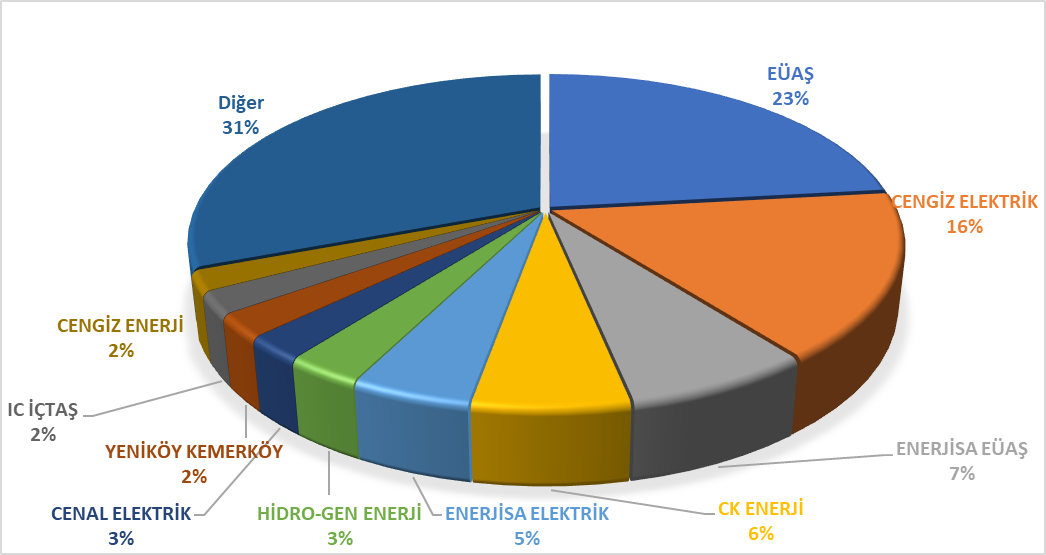 EÜAŞ
23%
CENGİZ ELEKTRİK
16%
ENERJİSA EÜAŞ
7%
CK ENERJİ
6%
ENERJİSA ELEKTRİK
5%
HİDRO-GEN ENERJİ
3%
CENAL ELEKTRİK
3%
YENİKÖY KEMERKÖY
2%
IC İÇTAŞ
2%
CENGİZ ENERJİ
2%
Diğer
31%